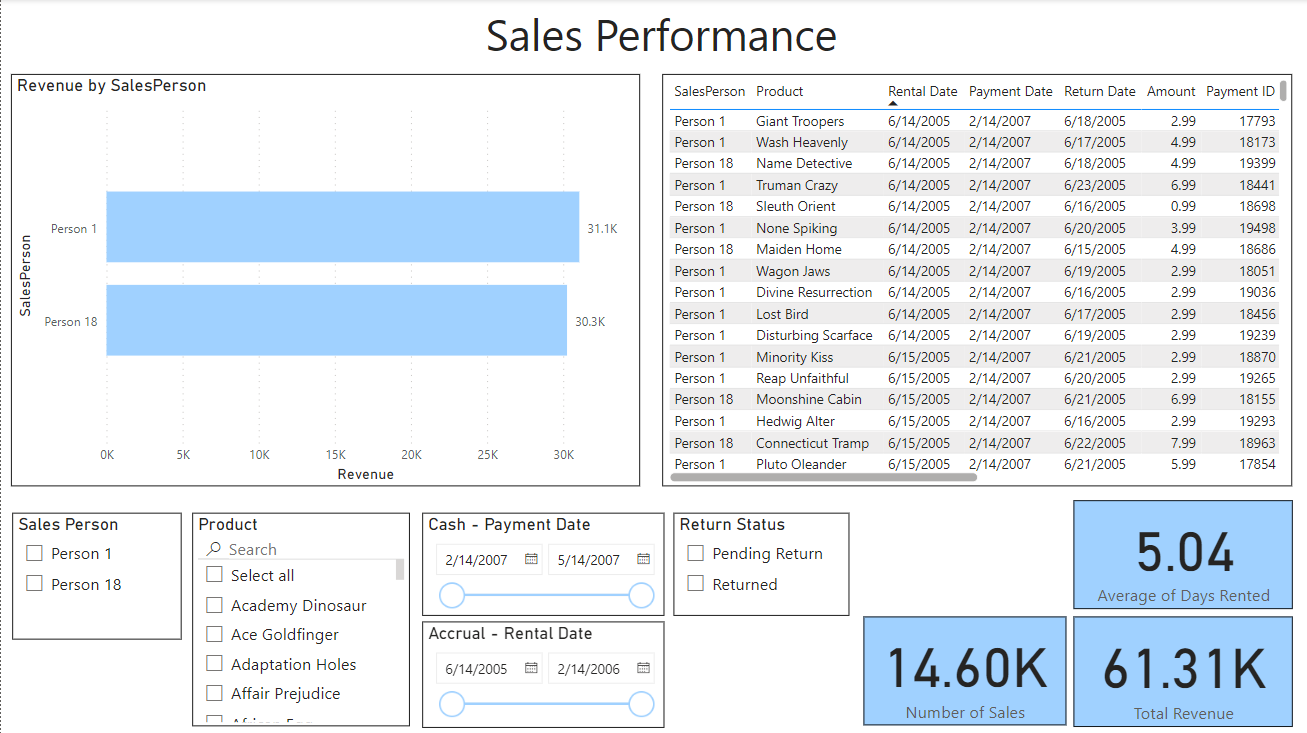 Sales Performance
Revenue by SalesPerson
SalesPerson
Person 1
31.1K
Person 18
30.3K
0K 5K 10K 15K 20K 25K 30K
Revenue
SalesPerson Product Rental Date Payment Date Return Date Amount Payment ID
Person 1 Giant Troopers 6/14/2005 2/14/2007 6/18/2005 2.99 17793
Person 1 Wash Heavenly 6/14/2005 2/14/2007 6/17/2005 4.99 18173
Person 18 Name Detective 6/14/2005 2/14/2007 6/18/2005 4.99 19399
Person 1 Truman Crazy 6/14/2005 2/14/2007 6/23/2005 6.99 18441
Person 18 Sleuth Orient 6/14/2005 2/14/2007 6/16/2005 0.99 18698
Person 1 None Spiking 6/14/2005 2/14/2007 6/20/2005 3.99 19498
Person 18 Maiden Home 6/14/2005 2/14/2007 6/15/2005 4.99 18686
Person 1 Wagon Jaws 6/14/2005 2/14/2007 6/19/2005 2.99 18051
Person 1 Divine Resurrection 6/14/2005 2/14/2007 6/16/2005 2.99 19036
Person 1 Lost Bird 6/14/2005 2/14/2007 6/17/2005 2.99 18456
Person 1 Disturbing Scarface 6/14/2005 2/14/2007 6/19/2005 2.99 19239
Person 1 Minority Kiss 6/15/2005 2/14/2007 6/21/2005 2.99 18870
Person 1 Reap Unfaithful 6/15/2005 2/14/2007 6/20/2005 2.99 19265
Person 18 Moonshine Cabin 6/15/2005 2/14/2007 6/21/2005 6.99 18155
Person 1 Hedwig Alter 6/15/2005 2/14/2007 6/16/2005 2.99 19293
Person 18 Connecticut Tramp 6/15/2005 2/14/2007 6/22/2005 7.99 18963
Person 1 Pluto Oleander 6/15/2005 2/14/2007 6/21/2005 5.99 17854
Sales Person
Person 1
Person 18
Product
Search
Select all
Academy Dinosaur
Ace Goldfinger
Adaptation Holes
Affair Prejudice
Cash - Payment Date
2/14/2007 5/14/2007
Accrual - Rental Date
6/14/2005 2/14/2006
Return Status
Pending Return
Returned
5.04
Average of Days Rented
14.60K
Number of Sales
61.31K
Total Revenue